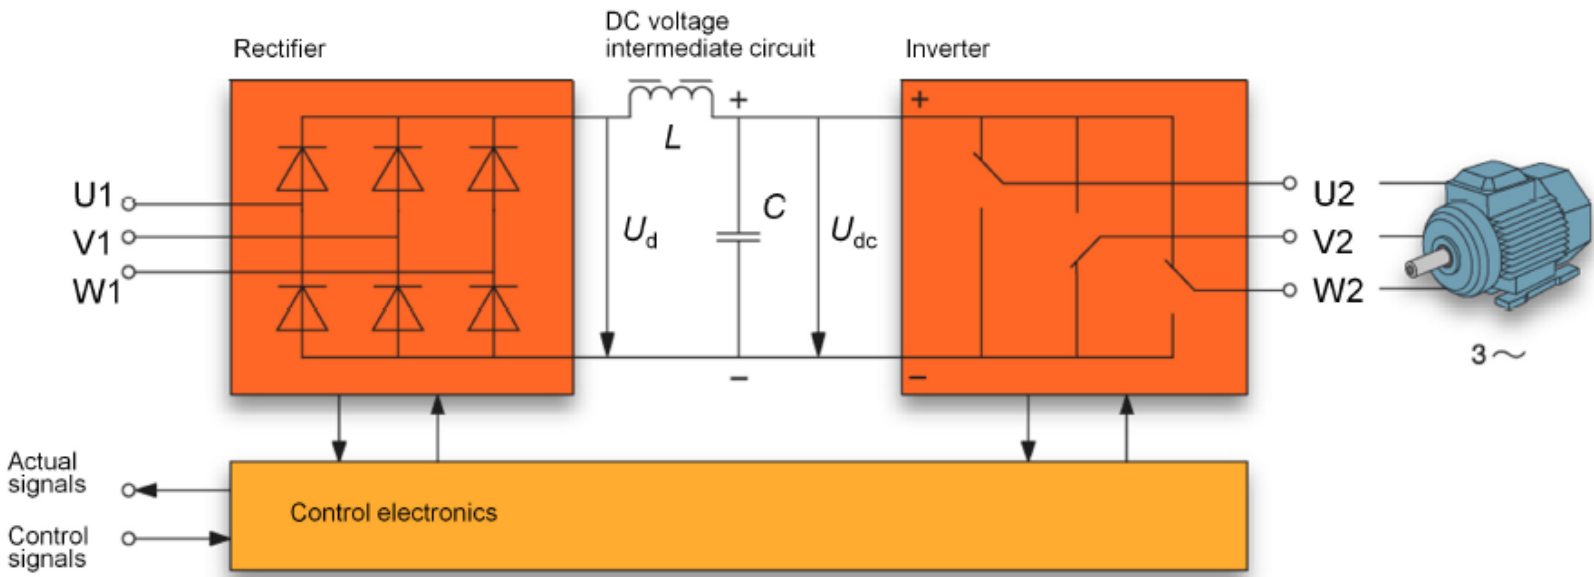 DC voltage
intermediate circuit
Rectifier
Inverter
+
+
L
U1
V1
W1
Ud
C
Udc
U2
V2
W2
3～
−
−
Actual
signals
Control
signals
Control electronics